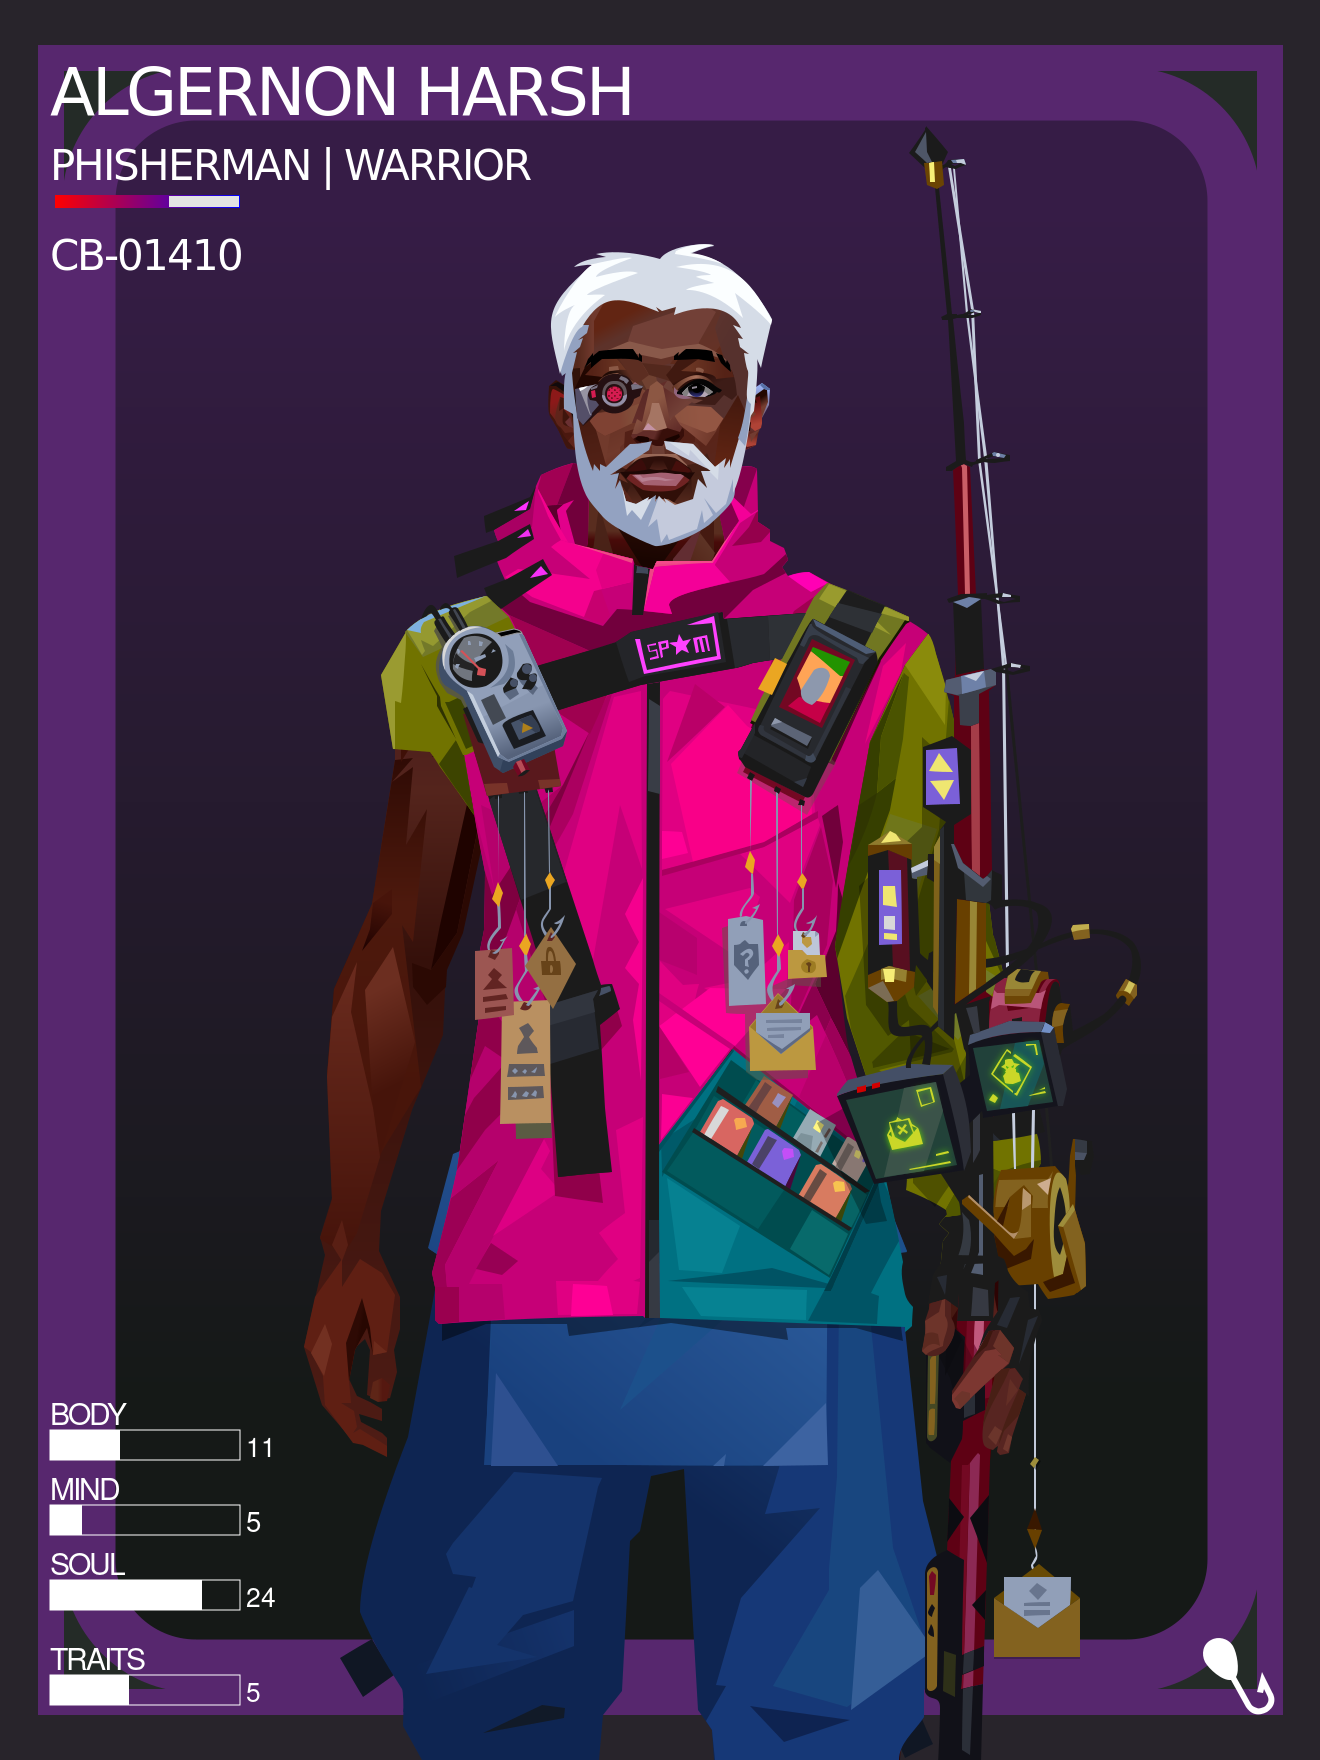 ALGERNON HARSH
PHISHERMAN | WARRIOR
CB-01410
SP★M
?
BODY
11
MIND
5
SOUL
24
TRAITS
5